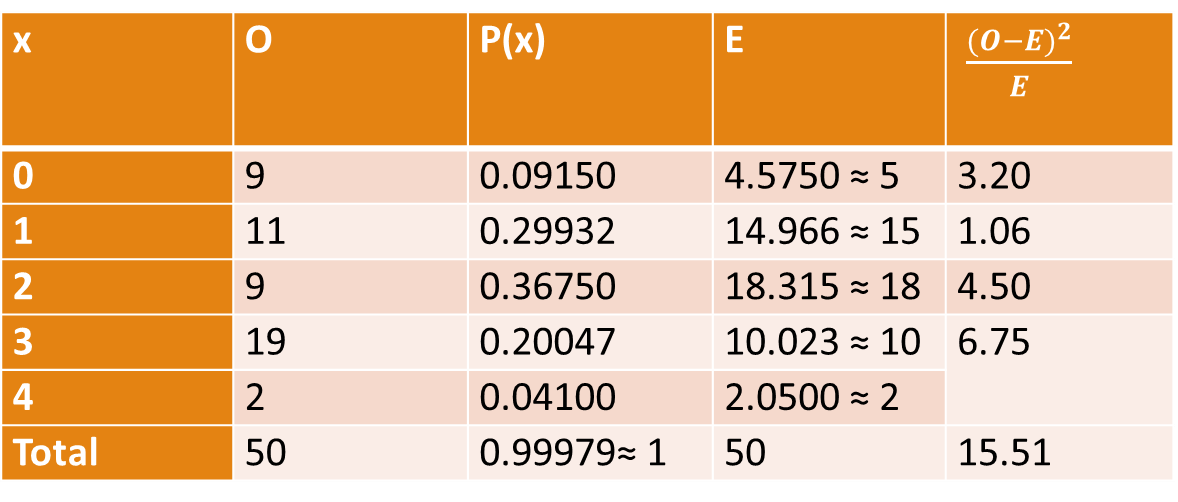 x O P(x) E (O−E)²/E
0 9 0.09150 4.5750 ≈ 5 3.20
1 11 0.29932 14.966 ≈ 15 1.06
2 9 0.36750 18.315 ≈ 18 4.50
3 19 0.20047 10.023 ≈ 10 6.75
4 2 0.04100 2.0500 ≈ 2
Total 50 0.99979≈ 1 50 15.51